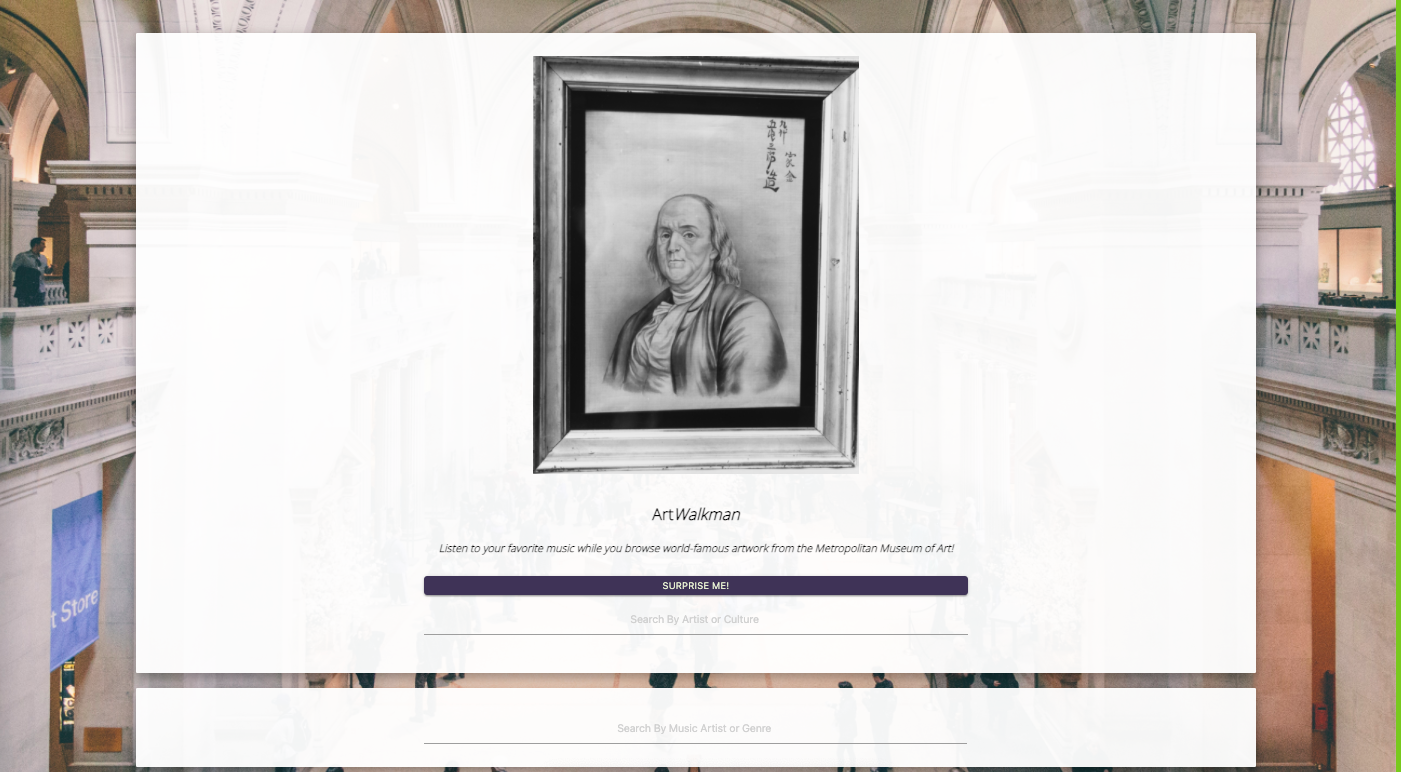 ArtWalkman
Listen to your favorite music while you browse world-famous artwork from the Metropolitan Museum of Art!
SURPRISE ME!
Search By Artist or Culture
t Store
Search By Music Artist or Genre